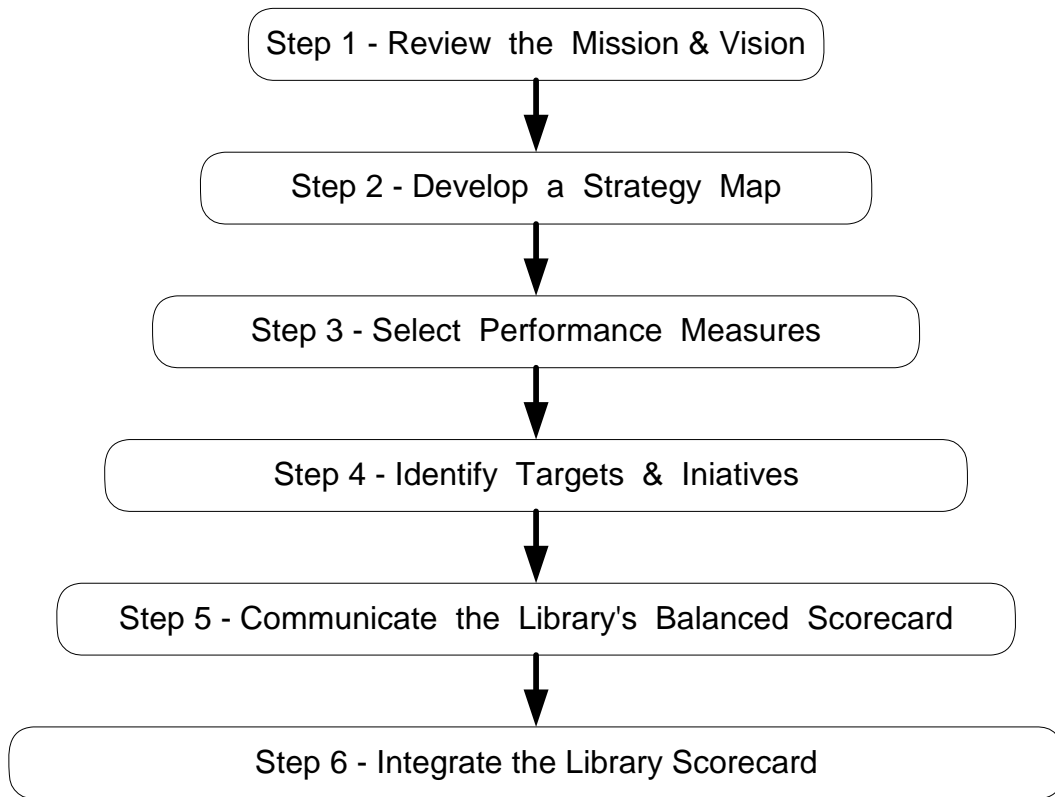 Step 1 - Review the Mission & Vision
Step 2 - Develop a Strategy Map
Step 3 - Select Performance Measures
Step 4 - Identify Targets & Iniatives
Step 5 - Communicate the Library's Balanced Scorecard
Step 6 - Integrate the Library Scorecard